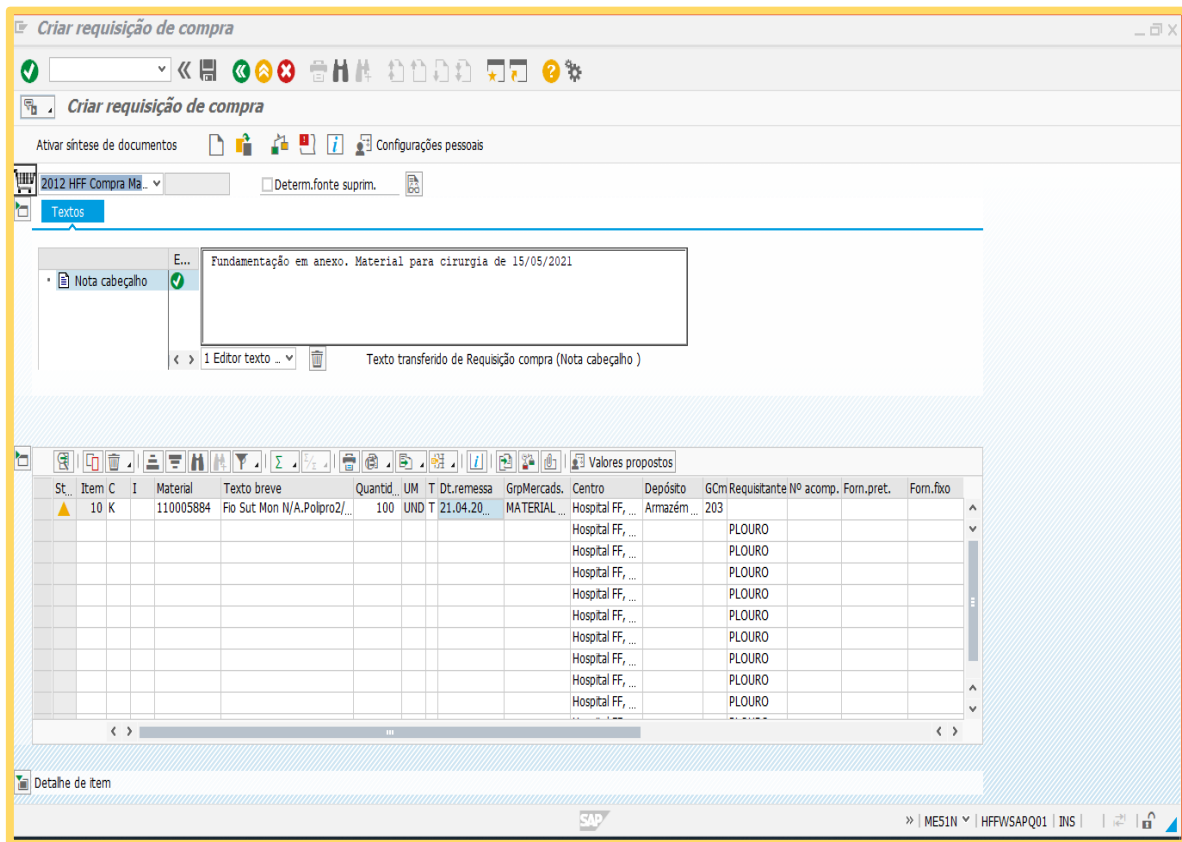 Criar requisição de compra
Criar requisição de compra
Ativar síntese de documentos Configurações pessoais
2012 HFF Compra Ma... Determ.fonte suprim.
Textos
E...
Nota cabeçalho
Fundamentação em anexo. Material para cirurgia de 15/05/2021
1 Editor texto ... Texto transferido de Requisição compra (Nota cabeçalho )
Valores propostos
St... Item C I Material Texto breve Quantid... UM T Dt.remessa GrpMercads. Centro Depósito GCm Requisitante Nº acomp. Forn.pret. Forn.fixo
10 K 110005884 Fio Sut Mon N/A.Polipro2/... 100 UND T 21.04.20... MATERIAL ... Hospital FF, ... Armazém ... 203
Hospital FF, ... PLOURO
Hospital FF, ... PLOURO
Hospital FF, ... PLOURO
Hospital FF, ... PLOURO
Hospital FF, ... PLOURO
Hospital FF, ... PLOURO
Hospital FF, ... PLOURO
Hospital FF, ... PLOURO
Hospital FF, ... PLOURO
Detalhe de item
SAP ME51N HFFWSAPQ01 INS